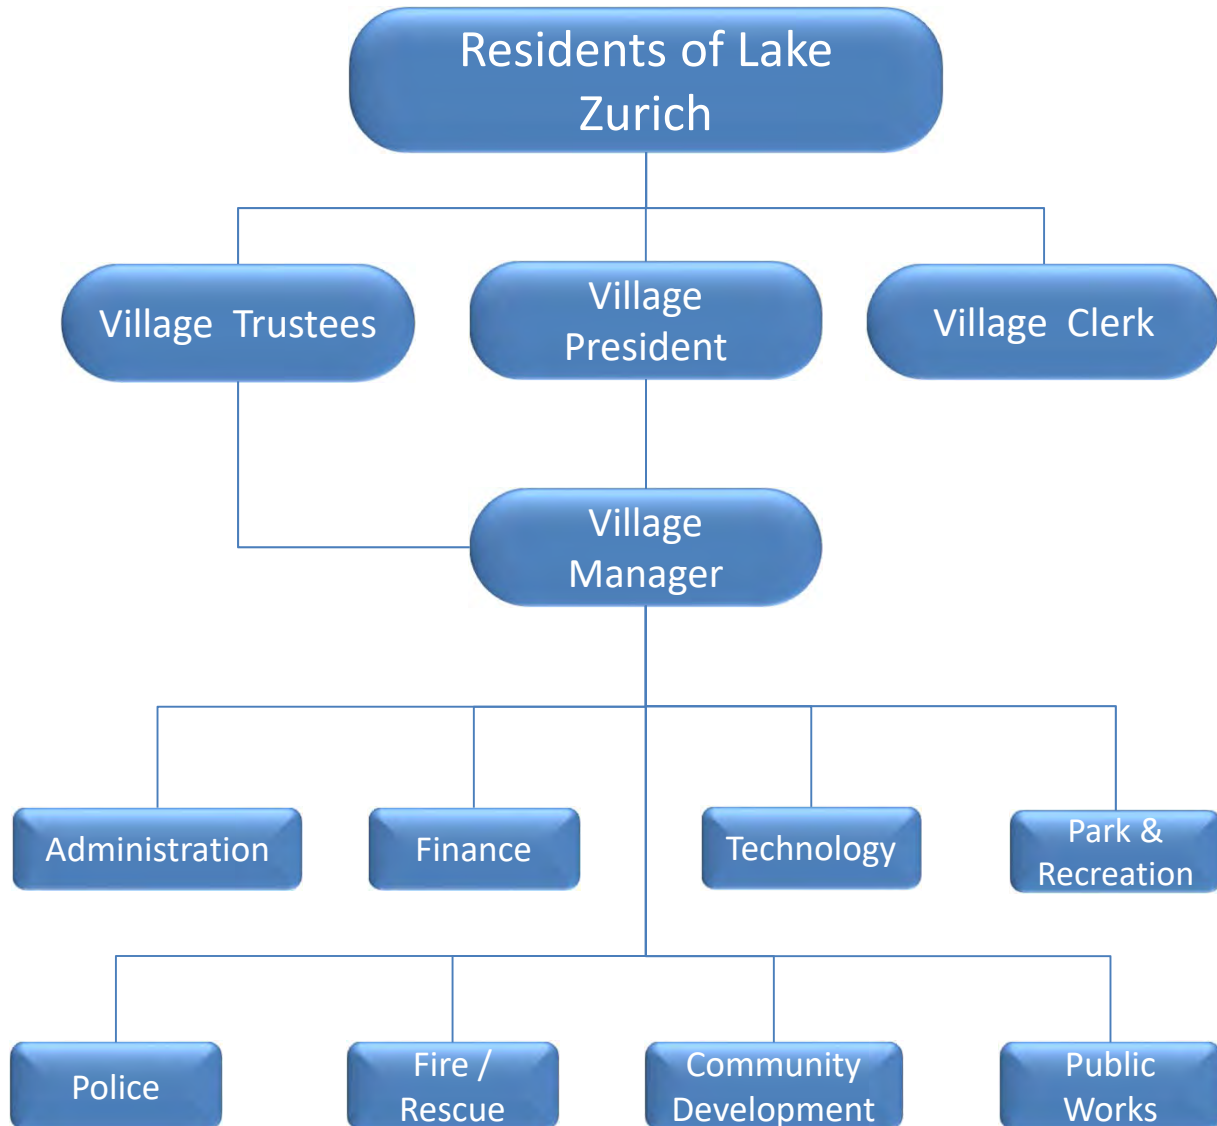 Residents of Lake
Zurich
Village Trustees
Village
President
Village Clerk
Village
Manager
Administration
Finance
Technology
Park &
Recreation
Police
Fire /
Rescue
Community
Development
Public
Works